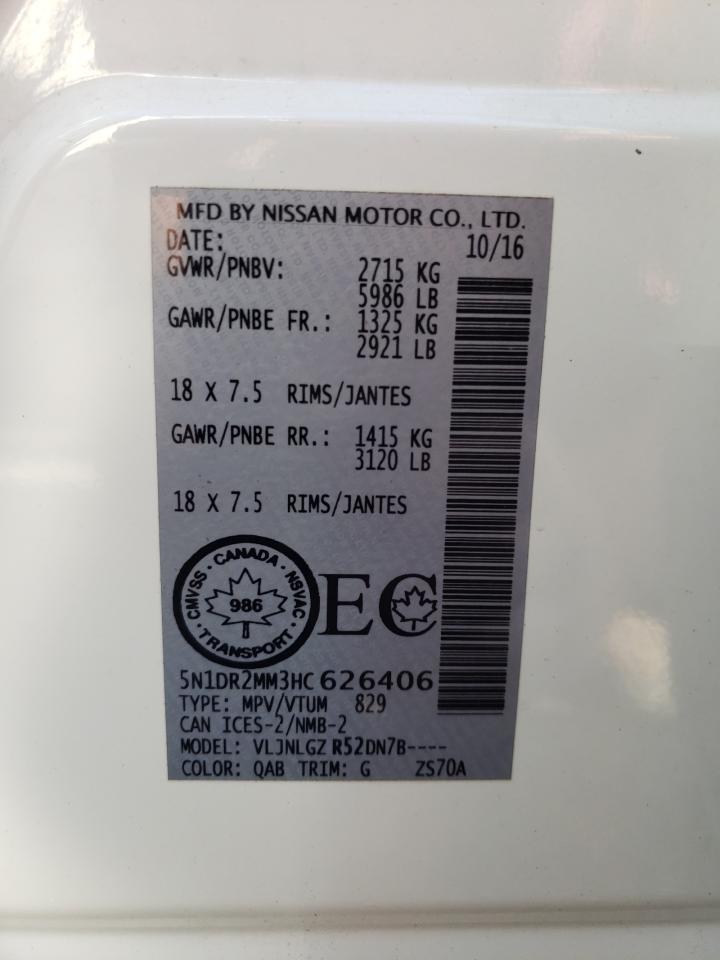 MFD BY NISSAN MOTOR CO., LTD.
DATE: 10/16
GVWR/PNBV: 2715 KG
5986 LB
GAWR/PNBE FR.: 1325 KG
2921 LB
18 X 7.5 RIMS/JANTES
GAWR/PNBE RR.: 1415 KG
3120 LB
18 X 7.5 RIMS/JANTES
CMVSS · CANADA · NSVAC · TRANSPORT ·
986
EC
5N1DR2MM3HC626406
TYPE: MPV/VTUM 829
CAN ICES-2/NMB-2
MODEL: VLJNLGZ R52DN7B----
COLOR: QAB TRIM: G ZS70A